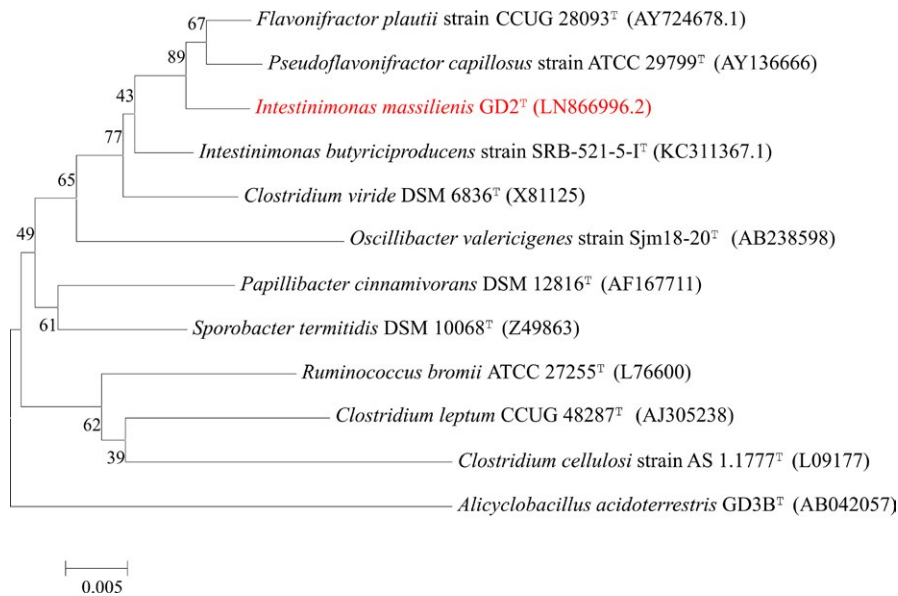 67
Flavonifractor plautii strain CCUG 28093ᵀ (AY724678.1)
89
Pseudoflavonifractor capillosus strain ATCC 29799ᵀ (AY136666)
43
Intestinimonas massilienis GD2ᵀ (LN866996.2)
77
Intestinimonas butyriciproducens strain SRB-521-5-Iᵀ (KC311367.1)
65
Clostridium viride DSM 6836ᵀ (X81125)
49
Oscillibacter valericigenes strain Sjm18-20ᵀ (AB238598)
Papillibacter cinnamivorans DSM 12816ᵀ (AF167711)
61
Sporobacter termitidis DSM 10068ᵀ (Z49863)
Ruminococcus bromii ATCC 27255ᵀ (L76600)
62
Clostridium leptum CCUG 48287ᵀ (AJ305238)
39
Clostridium cellulosi strain AS 1.1777ᵀ (L09177)
Alicyclobacillus acidoterrestris GD3Bᵀ (AB042057)
0.005